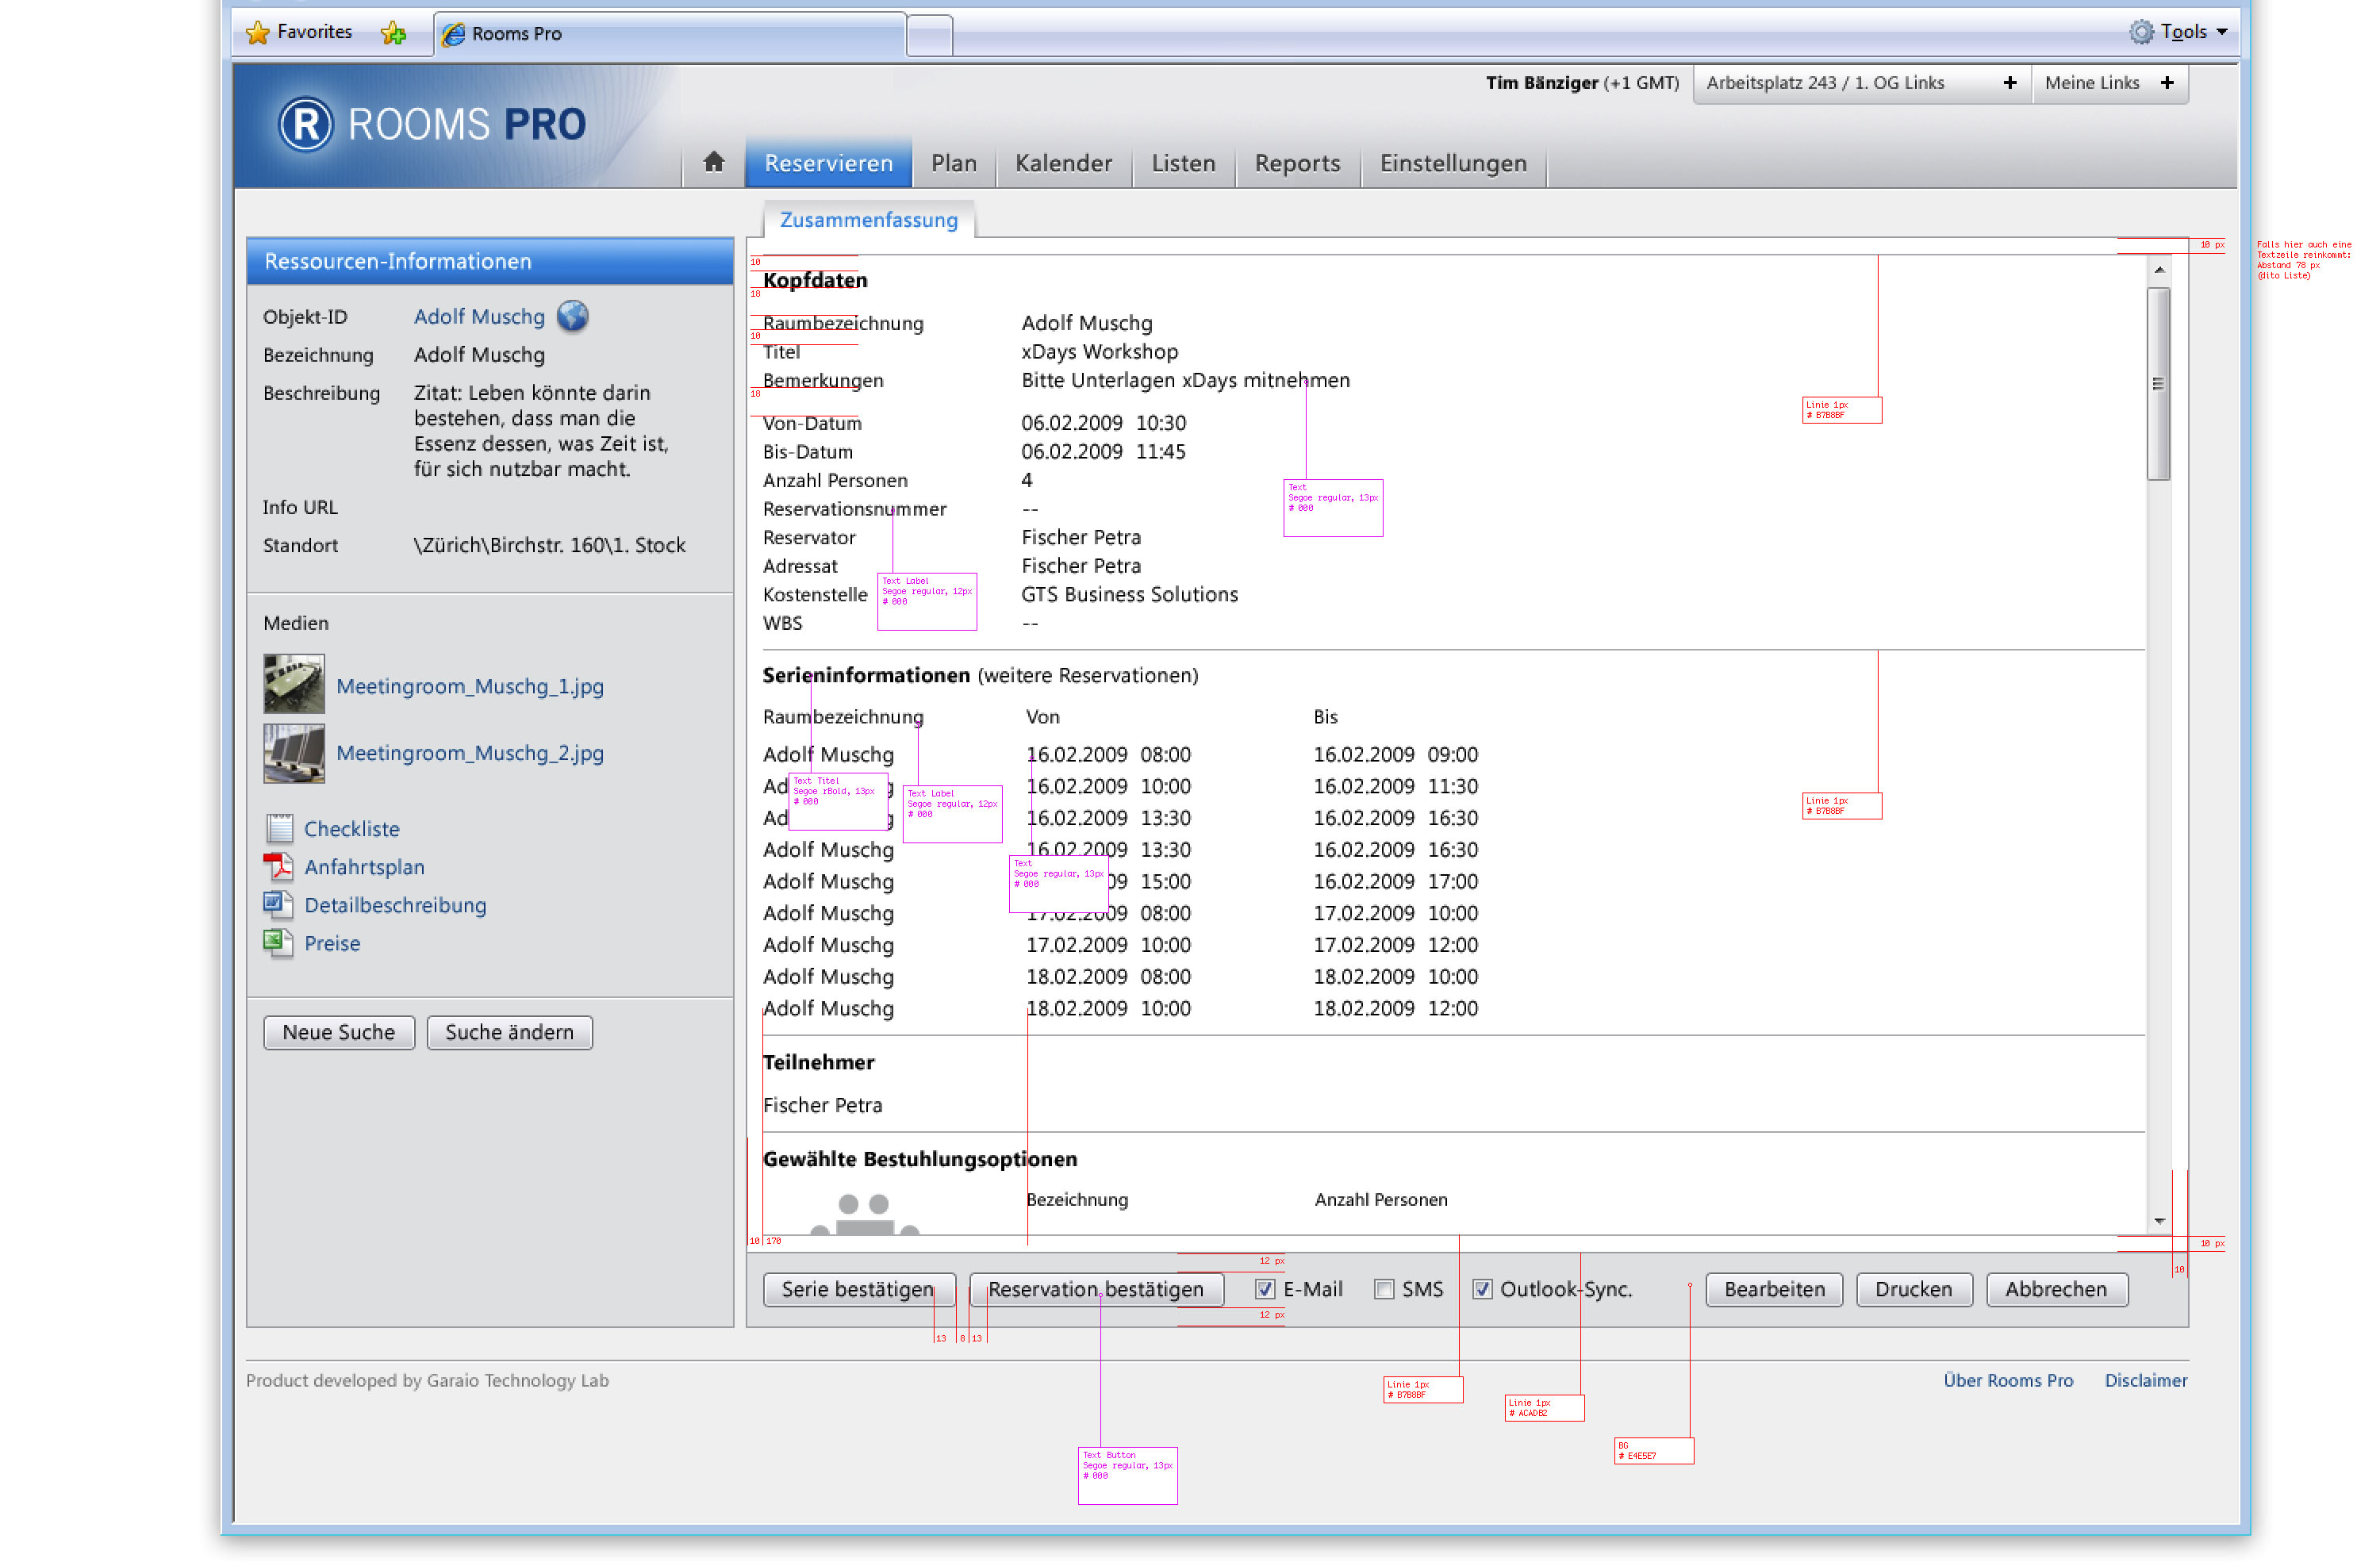 Favorites
Rooms Pro
Tools
Tim Bänziger (+1 GMT)
Arbeitsplatz 243 / 1. OG Links +
Meine Links +
R ROOMS PRO
Reservieren
Plan
Kalender
Listen
Reports
Einstellungen
Zusammenfassung
Ressourcen-Informationen
Objekt-ID Adolf Muschg
Bezeichnung Adolf Muschg
Beschreibung Zitat: Leben könnte darin
bestehen, dass man die
Essenz dessen, was Zeit ist,
für sich nutzbar macht.
Info URL
Standort \Zürich\Birchstr. 160\1. Stock
Medien
Meetingroom_Muschg_1.jpg
Meetingroom_Muschg_2.jpg
Checkliste
Anfahrtsplan
Detailbeschreibung
Preise
Neue Suche
Suche ändern
10 px
Falls hier auch eine
Textzeile reinkommt:
Abstand 78 px
(dito Liste)
10
Kopfdaten
18
Raumbezeichnung Adolf Muschg
10
Titel xDays Workshop
Bemerkungen Bitte Unterlagen xDays mitnehmen
18
Linie 1px
# B7B8BF
Von-Datum 06.02.2009 10:30
Bis-Datum 06.02.2009 11:45
Anzahl Personen 4
Text
Segoe regular, 13px
# 000
Reservationsnummer --
Reservator Fischer Petra
Adressat Fischer Petra
Text Label
Segoe regular, 12px
# 000
Kostenstelle GTS Business Solutions
WBS --
Serieninformationen (weitere Reservationen)
Raumbezeichnung Von Bis
Adolf Muschg 16.02.2009 08:00 16.02.2009 09:00
Ad g 16.02.2009 10:00 16.02.2009 11:30
Ad g 16.02.2009 13:30 16.02.2009 16:30
Text Titel
Segoe rBold, 13px
# 000
Text Label
Segoe regular, 12px
# 000
Linie 1px
# B7B8BF
Adolf Muschg 16.02.2009 13:30 16.02.2009 16:30
Adolf Muschg 09 15:00 16.02.2009 17:00
Text
Segoe regular, 13px
# 000
Adolf Muschg 17.02.2009 08:00 17.02.2009 10:00
Adolf Muschg 17.02.2009 10:00 17.02.2009 12:00
Adolf Muschg 18.02.2009 08:00 18.02.2009 10:00
Adolf Muschg 18.02.2009 10:00 18.02.2009 12:00
Teilnehmer
Fischer Petra
Gewählte Bestuhlungsoptionen
Bezeichnung Anzahl Personen
10 170
10 px
12 px
10
Serie bestätigen
Reservation bestätigen
E-Mail
SMS
Outlook-Sync.
Bearbeiten
Drucken
Abbrechen
12 px
13 8 13
Product developed by Garaio Technology Lab
Über Rooms Pro
Disclaimer
Linie 1px
# B7B8BF
Linie 1px
# ACADB2
BG
# E4E5E7
Text Button
Segoe regular, 13px
# 000